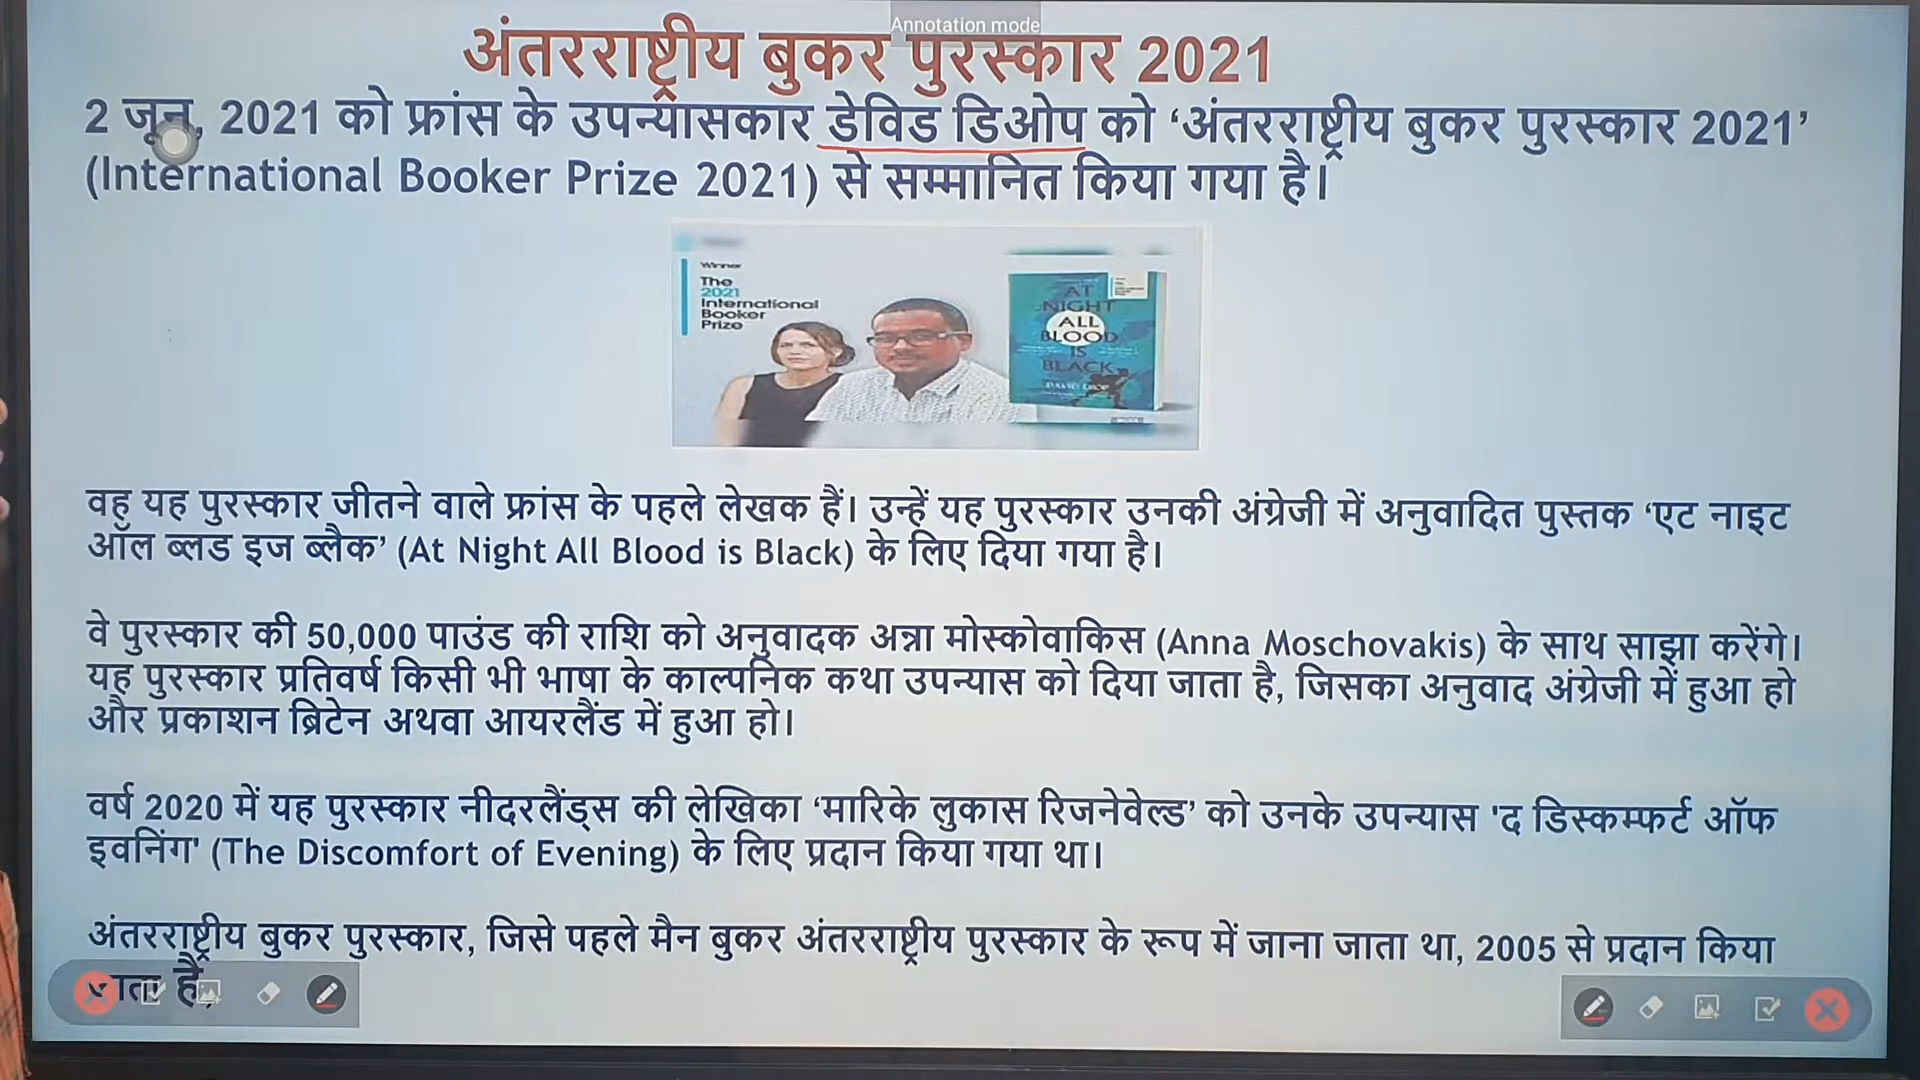 Annotation mode
अंतरराष्ट्रीय बुकर पुरस्कार 2021
2 जून, 2021 को फ्रांस के उपन्यासकार डेविड डिओप को ‘अंतरराष्ट्रीय बुकर पुरस्कार 2021’
(International Booker Prize 2021) से सम्मानित किया गया है।
Winner
The
2021
International
Booker
Prize
AT
NIGHT
ALL
BLOOD
IS
BLACK
DAVID DIOP
वह यह पुरस्कार जीतने वाले फ्रांस के पहले लेखक हैं। उन्हें यह पुरस्कार उनकी अंग्रेजी में अनुवादित पुस्तक ‘एट नाइट
ऑल ब्लड इज ब्लैक’ (At Night All Blood is Black) के लिए दिया गया है।
वे पुरस्कार की 50,000 पाउंड की राशि को अनुवादक अन्ना मोस्कोवाकिस (Anna Moschovakis) के साथ साझा करेंगे।
यह पुरस्कार प्रतिवर्ष किसी भी भाषा के काल्पनिक कथा उपन्यास को दिया जाता है, जिसका अनुवाद अंग्रेजी में हुआ हो
और प्रकाशन ब्रिटेन अथवा आयरलैंड में हुआ हो।
वर्ष 2020 में यह पुरस्कार नीदरलैंड्स की लेखिका ‘मारिके लुकास रिजनेवेल्ड’ को उनके उपन्यास 'द डिस्कम्फर्ट ऑफ
इवनिंग' (The Discomfort of Evening) के लिए प्रदान किया गया था।
अंतरराष्ट्रीय बुकर पुरस्कार, जिसे पहले मैन बुकर अंतरराष्ट्रीय पुरस्कार के रूप में जाना जाता था, 2005 से प्रदान किया
है,